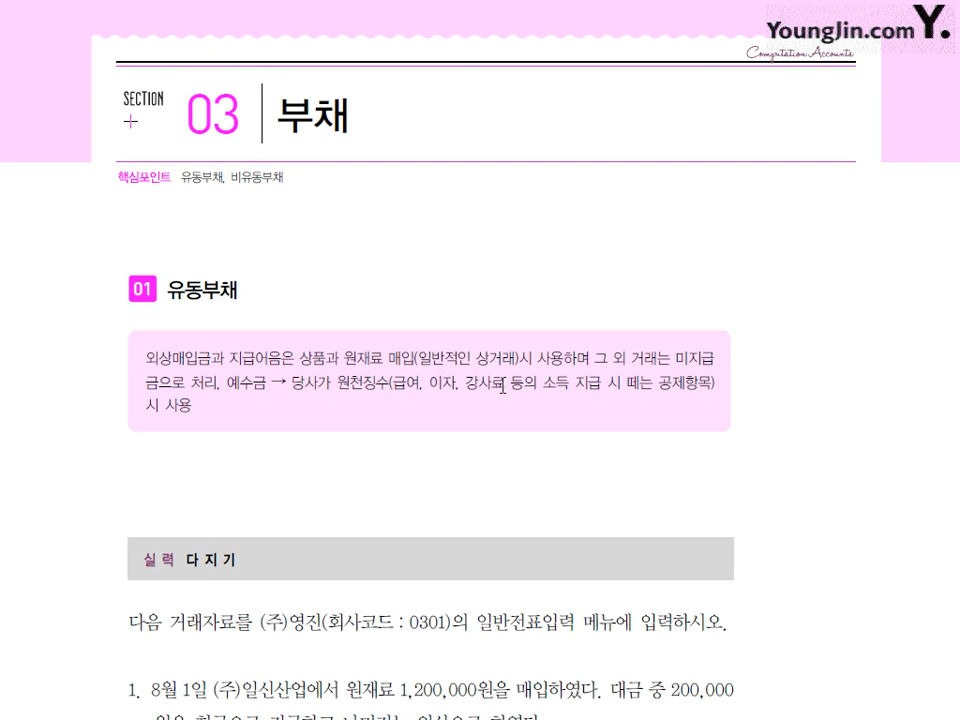 YoungJin.com Y.
Computation Accounts
SECTION 03 부채
핵심포인트 유동부채, 비유동부채
01 유동부채
외상매입금과 지급어음은 상품과 원재료 매입(일반적인 상거래)시 사용하며 그 외 거래는 미지급
금으로 처리, 예수금 → 당사가 원천징수(급여, 이자, 강사료 등의 소득 지급 시 떼는 공제항목)
시 사용
실력 다지기
다음 거래자료를 (주)영진(회사코드 : 0301)의 일반전표입력 메뉴에 입력하시오.
1. 8월 1일 (주)일신산업에서 원재료 1,200,000원을 매입하였다. 대금 중 200,000